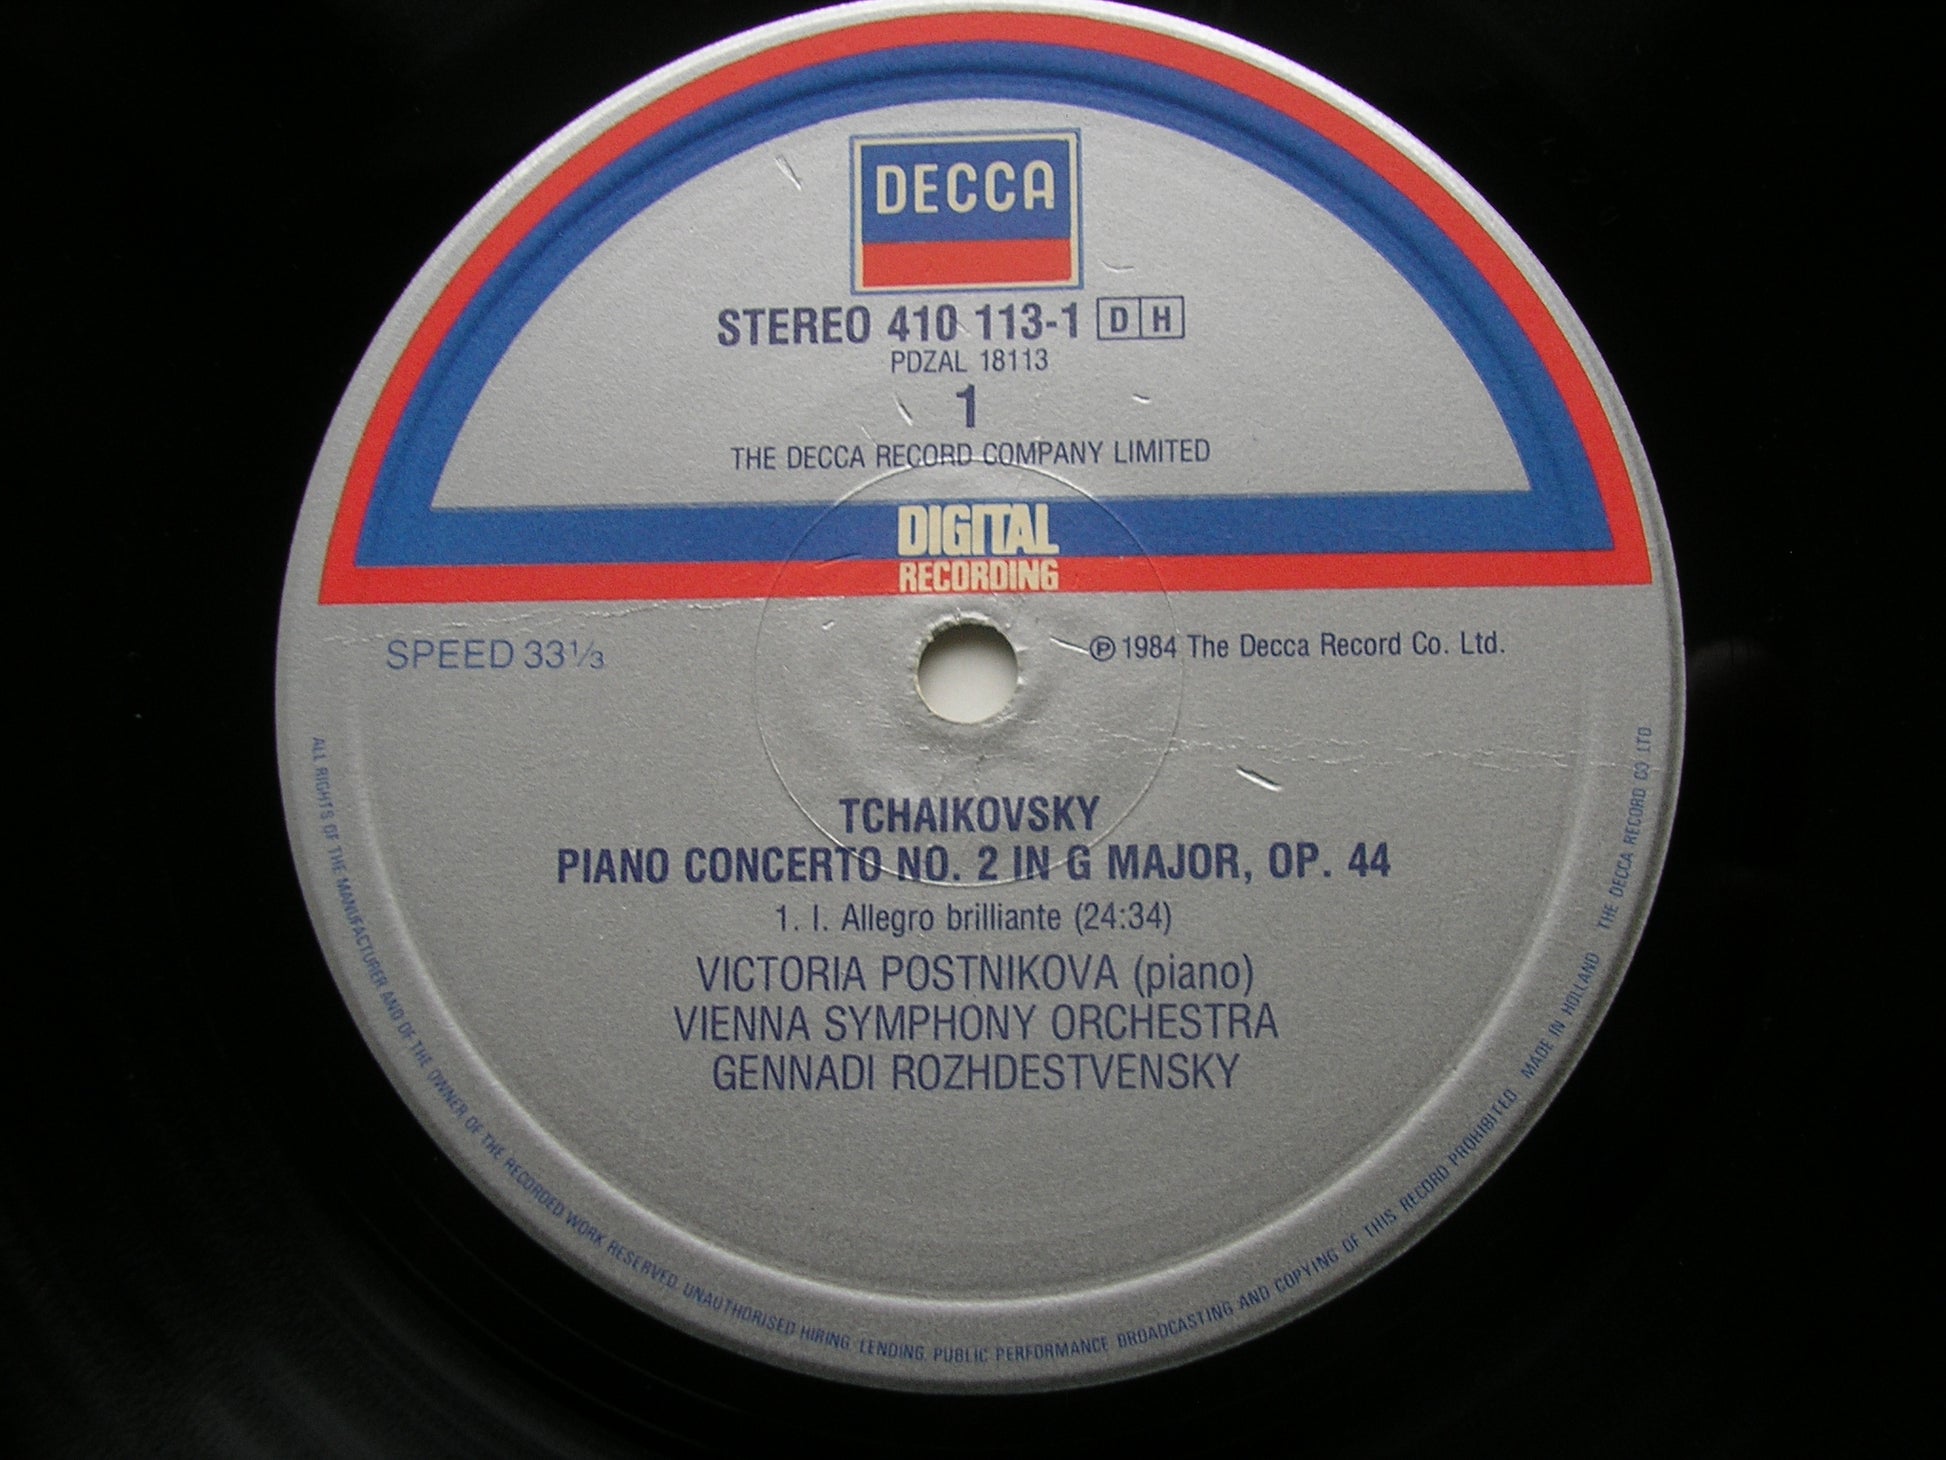 DECCA
STEREO 410 113-1 D H
PDZAL 18113
1
THE DECCA RECORD COMPANY LIMITED
DIGITAL
RECORDING
SPEED 33⅓
℗ 1984 The Decca Record Co. Ltd.
TCHAIKOVSKY
PIANO CONCERTO NO. 2 IN G MAJOR, OP. 44
1. I. Allegro brilliante (24:34)
VICTORIA POSTNIKOVA (piano)
VIENNA SYMPHONY ORCHESTRA
GENNADI ROZHDESTVENSKY
ALL RIGHTS OF THE MANUFACTURER AND OF THE OWNER OF THE RECORDED WORK RESERVED. UNAUTHORISED HIRING, LENDING, PUBLIC PERFORMANCE BROADCASTING AND COPYING OF THIS RECORD PROHIBITED MADE IN HOLLAND THE DECCA RECORD CO LTD